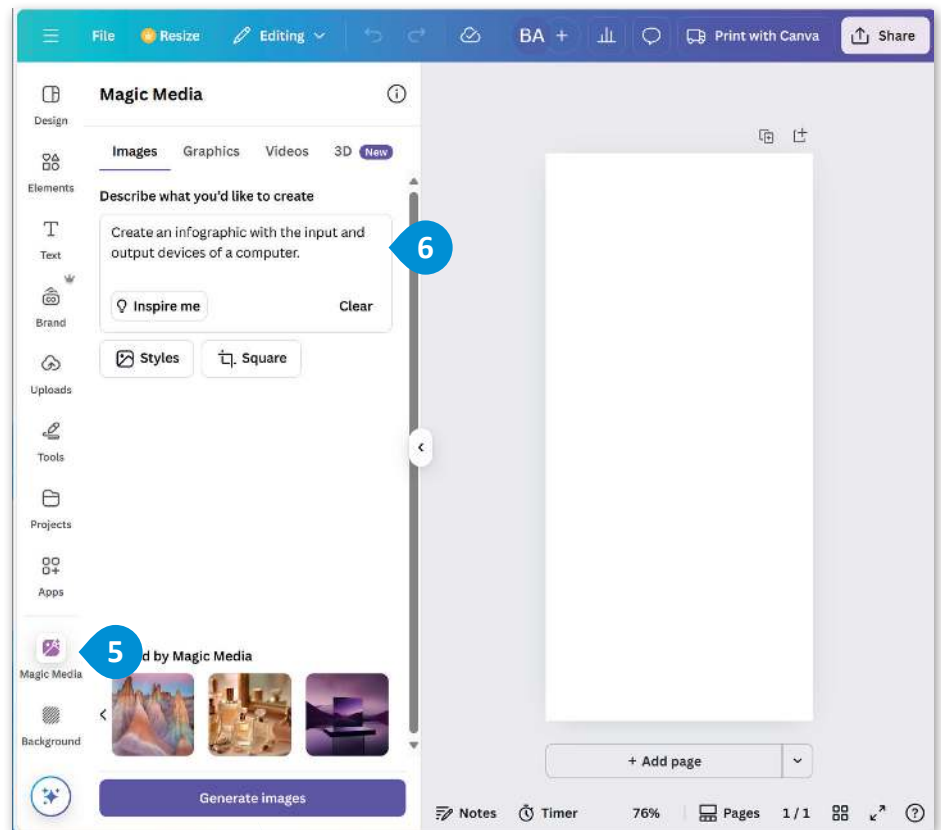 File Resize Editing BA + Print with Canva Share
Design
Elements
Text
Brand
Uploads
Tools
Projects
Apps
Magic Media
Background
Magic Media
Images Graphics Videos 3D New
Describe what you'd like to create
Create an infographic with the input and
output devices of a computer.
Inspire me Clear
Styles Square
6
5
d by Magic Media
Generate images
+ Add page
Notes Timer 76% Pages 1/1